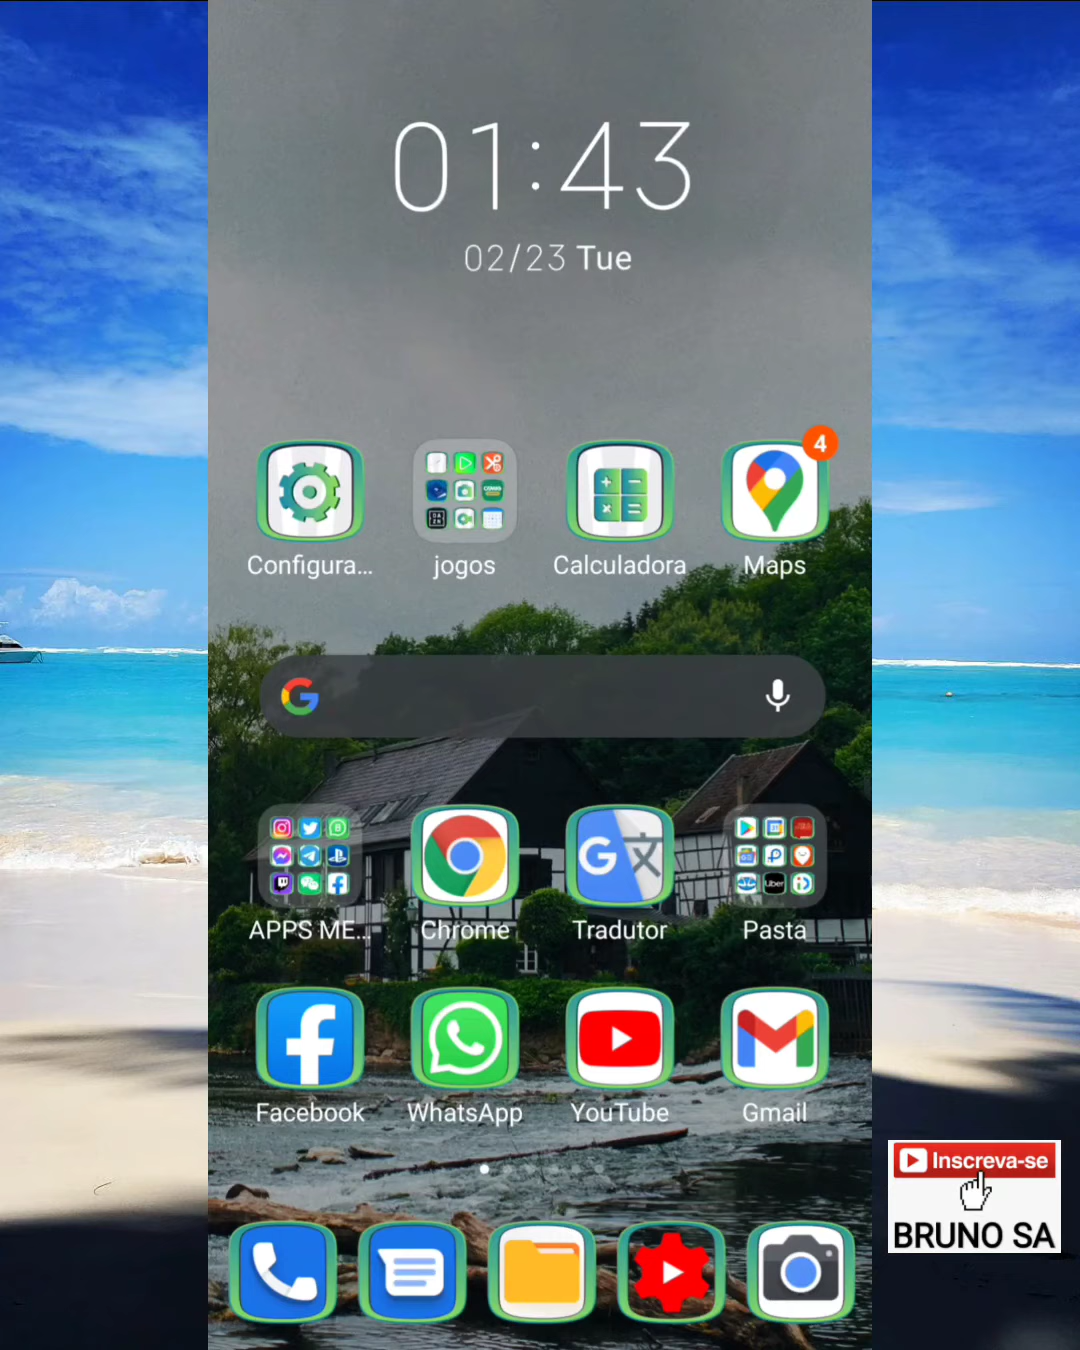 01:43
02/23 Tue
4
Configura...
jogos
Calculadora
Maps
APPS ME...
Chrome
Tradutor
Pasta
Facebook
WhatsApp
YouTube
Gmail
Inscreva-se
BRUNO SA